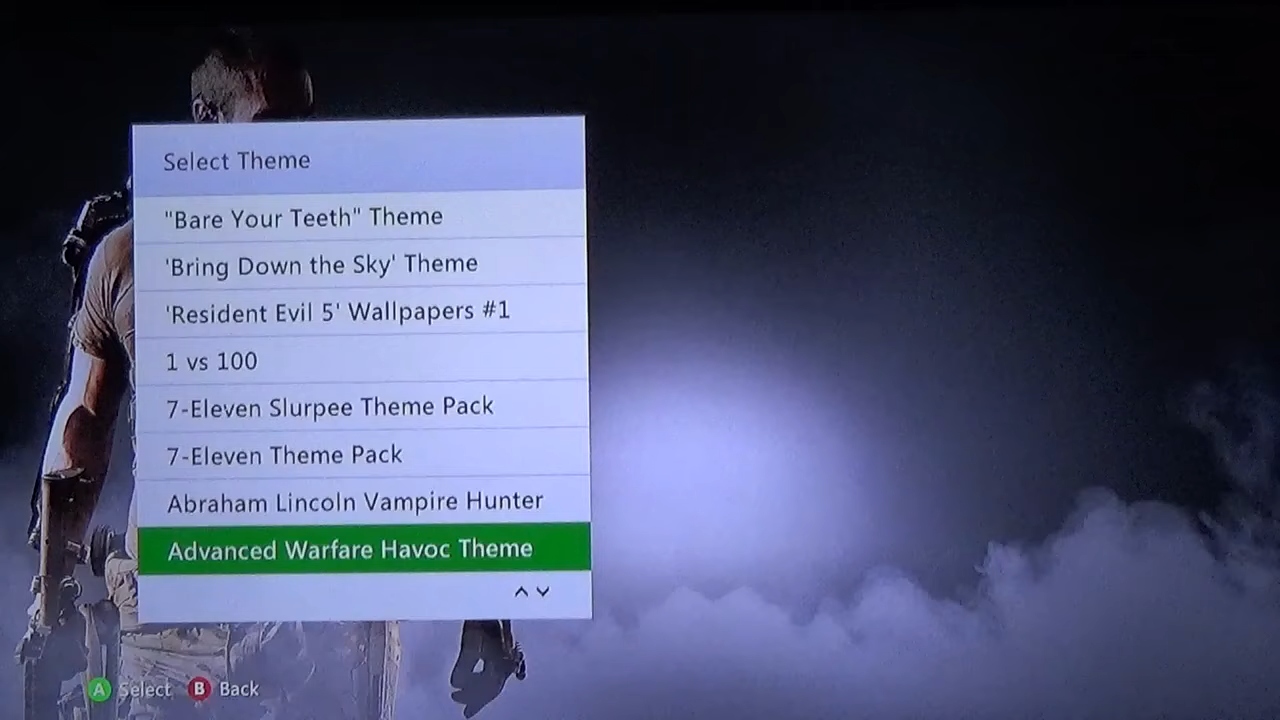 Select Theme
"Bare Your Teeth" Theme
'Bring Down the Sky' Theme
'Resident Evil 5' Wallpapers #1
1 vs 100
7-Eleven Slurpee Theme Pack
7-Eleven Theme Pack
Abraham Lincoln Vampire Hunter
Advanced Warfare Havoc Theme
A Select B Back